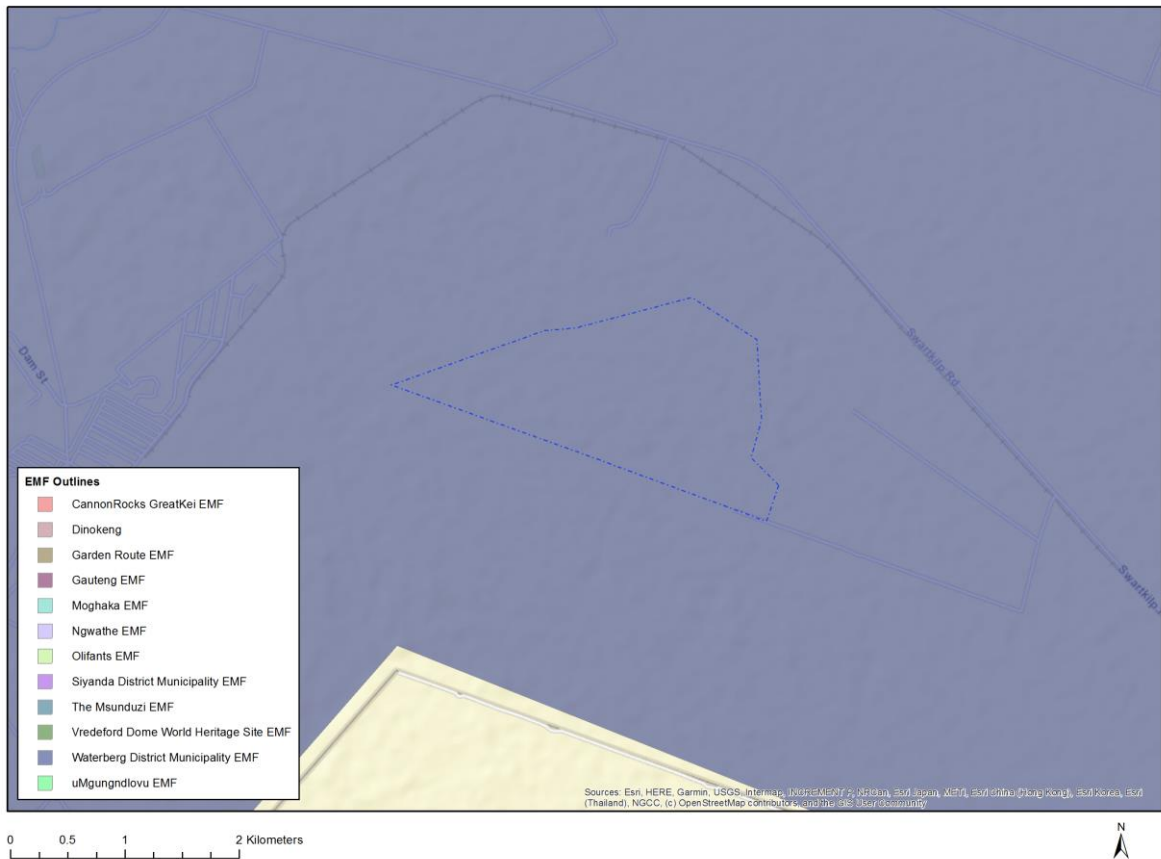 Swartklip Rd
Dam St
Swartklip
EMF Outlines
CannonRocks GreatKei EMF
Dinokeng
Garden Route EMF
Gauteng EMF
Moghaka EMF
Ngwathe EMF
Olifants EMF
Siyanda District Municipality EMF
The Msunduzi EMF
Vredeford Dome World Heritage Site EMF
Waterberg District Municipality EMF
uMgungndlovu EMF
Sources: Esri, HERE, Garmin, USGS, Intermap, INCREMENT P, NRCan, Esri Japan, METI, Esri China (Hong Kong), Esri Korea, Esri
(Thailand), NGCC, (c) OpenStreetMap contributors, and the GIS User Community
0 0.5 1 2 Kilometers
N